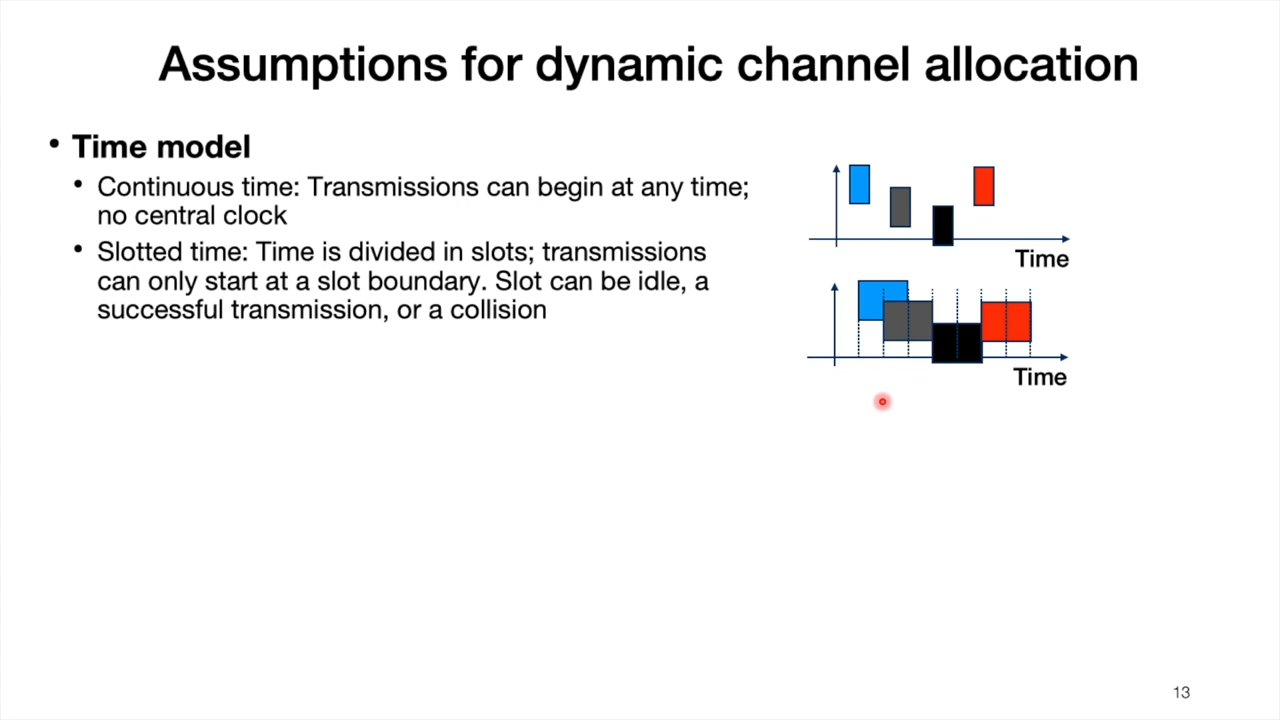 Assumptions for dynamic channel allocation
• Time model
• Continuous time: Transmissions can begin at any time;
no central clock
• Slotted time: Time is divided in slots; transmissions
can only start at a slot boundary. Slot can be idle, a
successful transmission, or a collision
Time
Time
13